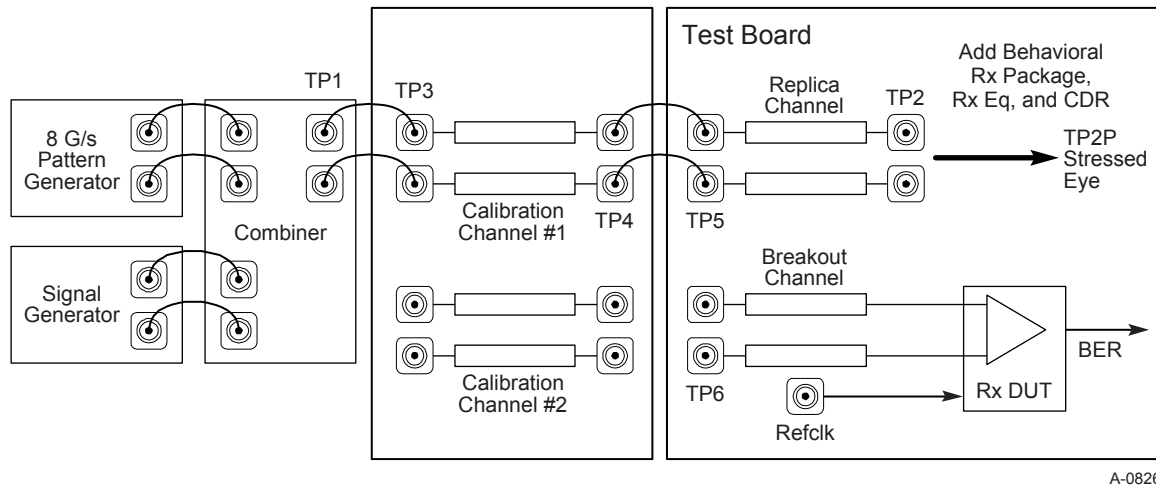 8 G/s
Pattern
Generator
Signal
Generator
Combiner
TP1
TP3
Calibration
Channel #1
TP4
Calibration
Channel #2
Test Board
Replica
Channel
TP2
TP5
Add Behavioral
Rx Package,
Rx Eq, and CDR
TP2P
Stressed
Eye
Breakout
Channel
TP6
Refclk
Rx DUT
BER
A-0826